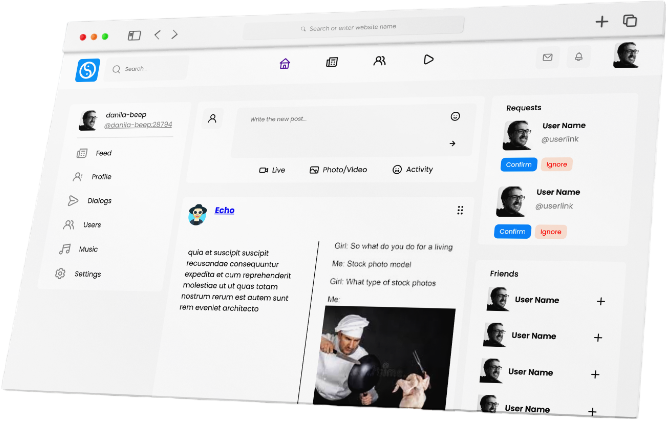 Search or enter website name
Search
danila-beep
@danila-beep:28794
Feed
Profile
Dialogs
Users
Music
Settings
Write the new post...
Live
Photo/Video
Activity
Echo
quia et suscipit suscipit
recusandae consequuntur
expedita et cum reprehenderit
molestiae ut ut quas totam
nostrum rerum est autem sunt
rem eveniet architecto
Girl: So what do you do for a living
Me: Stock photo model
Girl: What type of stock photos
Me:
Requests
User Name
@userlink
Confirm
Ignore
User Name
@userlink
Confirm
Ignore
Friends
User Name
User Name
User Name
User Name